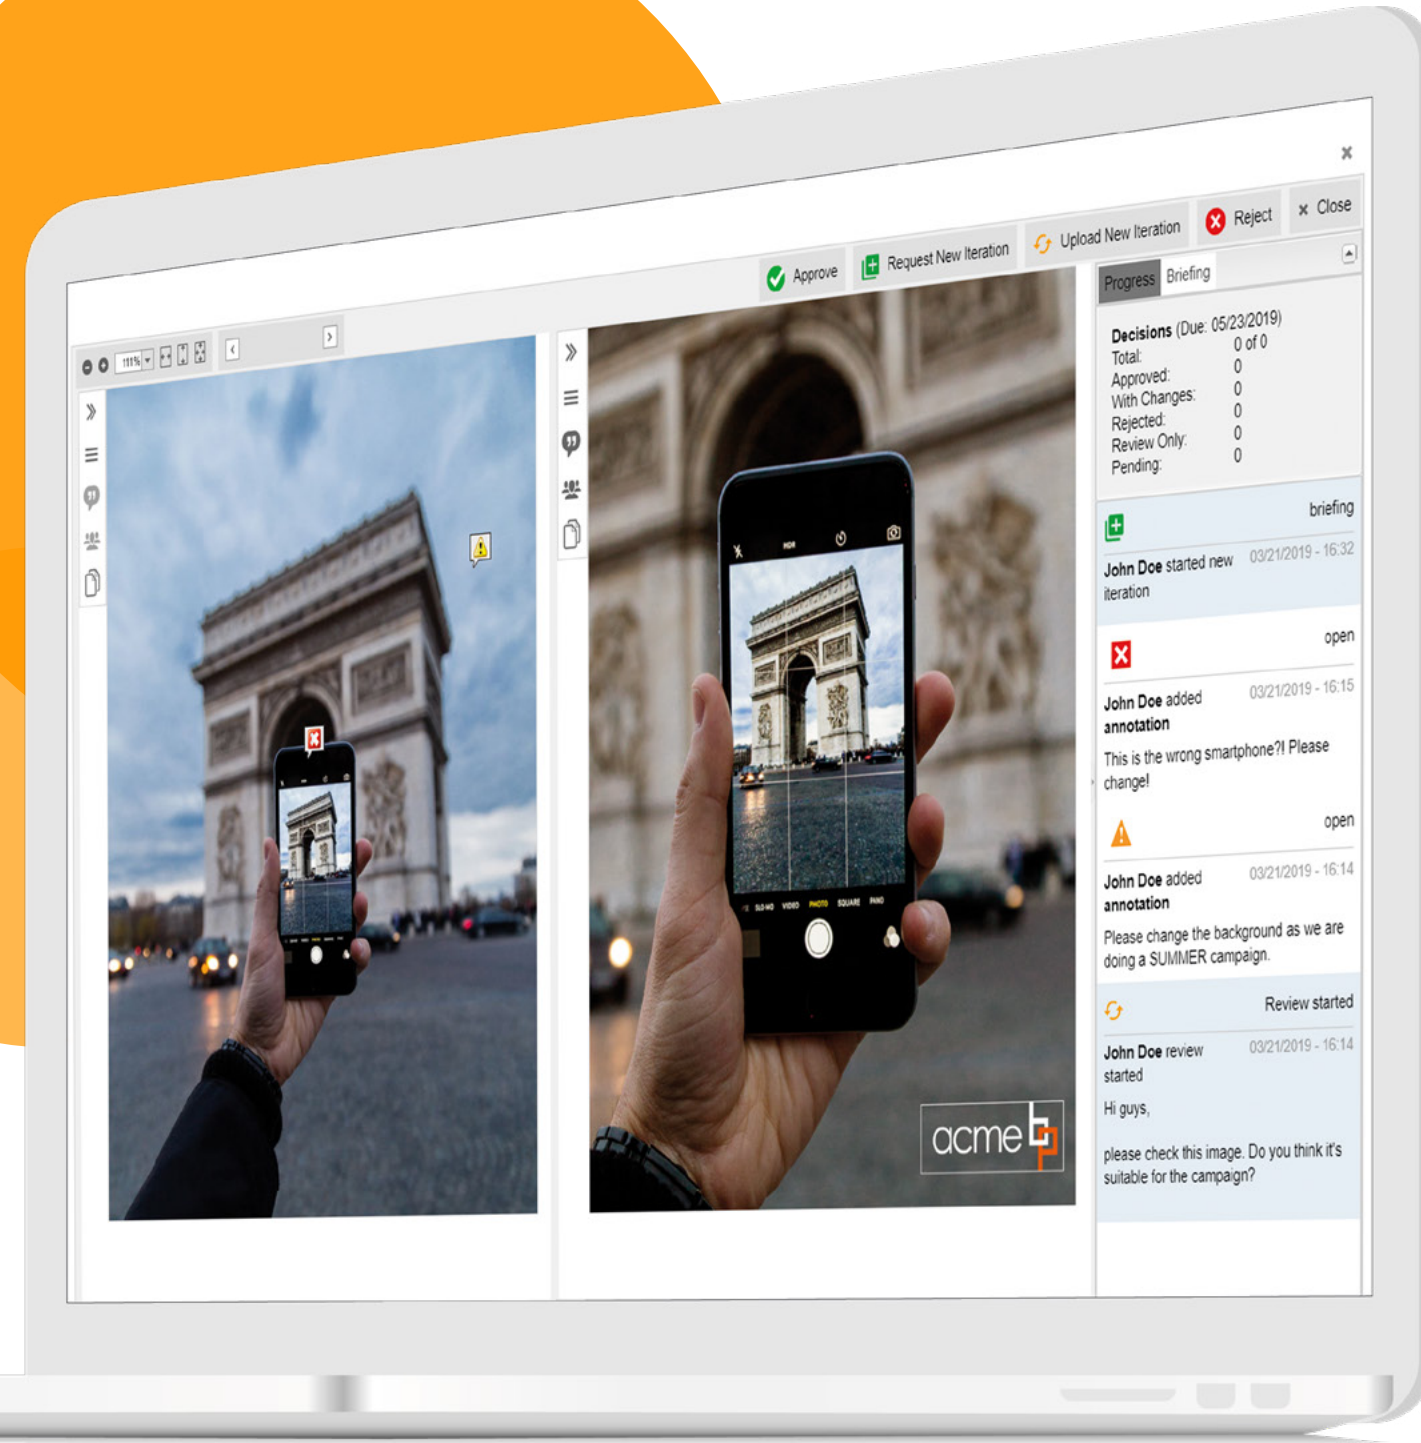 Approve
Request New Iteration
Upload New Iteration
Reject
× Close
111%
Progress Briefing
Decisions (Due: 05/23/2019)
Total: 0 of 0
Approved: 0
With Changes: 0
Rejected: 0
Review Only: 0
Pending: 0
briefing
John Doe started new 03/21/2019 - 16:32
iteration
open
John Doe added 03/21/2019 - 16:15
annotation
This is the wrong smartphone?! Please
change!
open
John Doe added 03/21/2019 - 16:14
annotation
Please change the background as we are
doing a SUMMER campaign.
Review started
John Doe review 03/21/2019 - 16:14
started
Hi guys,
please check this image. Do you think it's
suitable for the campaign?
HDR
SLO-MO VIDEO PHOTO SQUARE PANO
acme bp